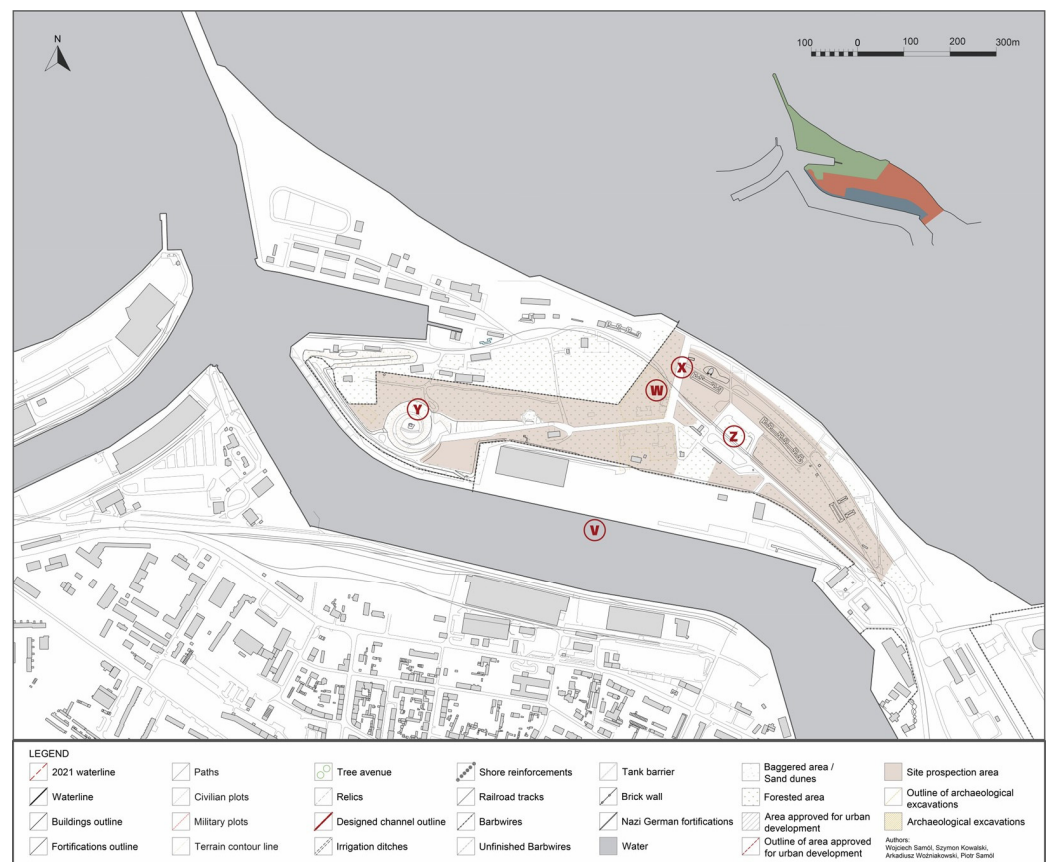 N
100 0 100 200 300m
X
W
Y
Z
V
LEGEND
2021 waterline
Waterline
Buildings outline
Fortifications outline
Paths
Civilian plots
Military plots
Terrain contour line
Tree avenue
Relics
Designed channel outline
Irrigation ditches
Shore reinforcements
Railroad tracks
Barbwires
Unfinished Barbwires
Tank barrier
Brick wall
Nazi German fortifications
Water
Baggered area /
Sand dunes
Forested area
Area approved for urban
development
Outline of area approved
for urban development
Site prospection area
Outline of archaeological
excavations
Archaeological excavations
Authors:
Wojciech Samól, Szymon Kowalski,
Arkadiusz Woźniakowski, Piotr Samól